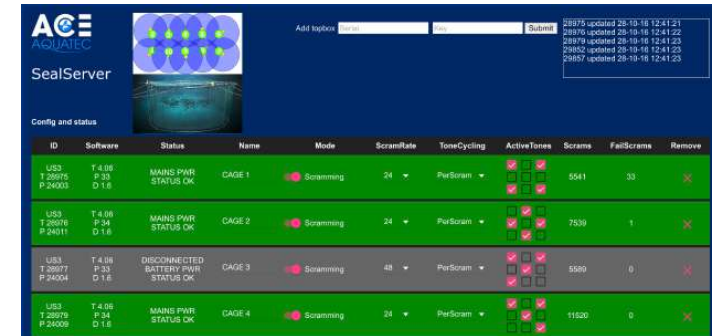 ACE
AQUATEC
SealServer
Config and status
Add topbox Serial Key Submit
28975 updated 28-10-16 12:41:21
28976 updated 28-10-16 12:41:22
28979 updated 28-10-16 12:41:23
29852 updated 28-10-16 12:41:23
29857 updated 28-10-16 12:41:23
ID Software Status Name Mode ScramRate ToneCycling ActiveTones Scrams FailScrams Remove
US3
T 28975
P 24003
T 4.06
P 33
D 1.6
MAINS PWR
STATUS OK
CAGE 1
Scramming
24
PerScram
5541
33
US3
T 28976
P 24011
T 4.06
P 34
D 1.6
MAINS PWR
STATUS OK
CAGE 2
Scramming
24
PerScram
7539
1
US3
T 28977
P 24004
T 4.06
P 33
D 1.6
DISCONNECTED
BATTERY PWR
STATUS OK
CAGE 3
Scramming
48
PerScram
5589
0
US3
T 28979
P 24009
T 4.06
P 34
D 1.6
MAINS PWR
STATUS OK
CAGE 4
Scramming
24
PerScram
11520
0